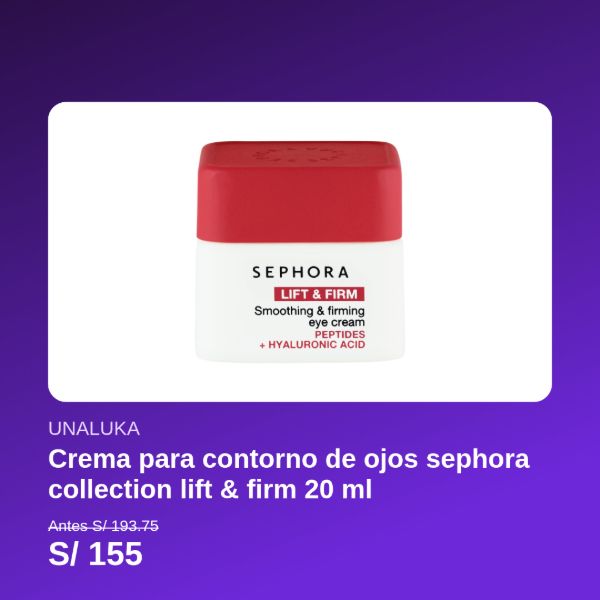 SEPHORA
LIFT & FIRM
Smoothing & firming
eye cream
PEPTIDES
+ HYALURONIC ACID
UNALUKA
Crema para contorno de ojos sephora
collection lift & firm 20 ml
Antes S/ 193.75
S/ 155